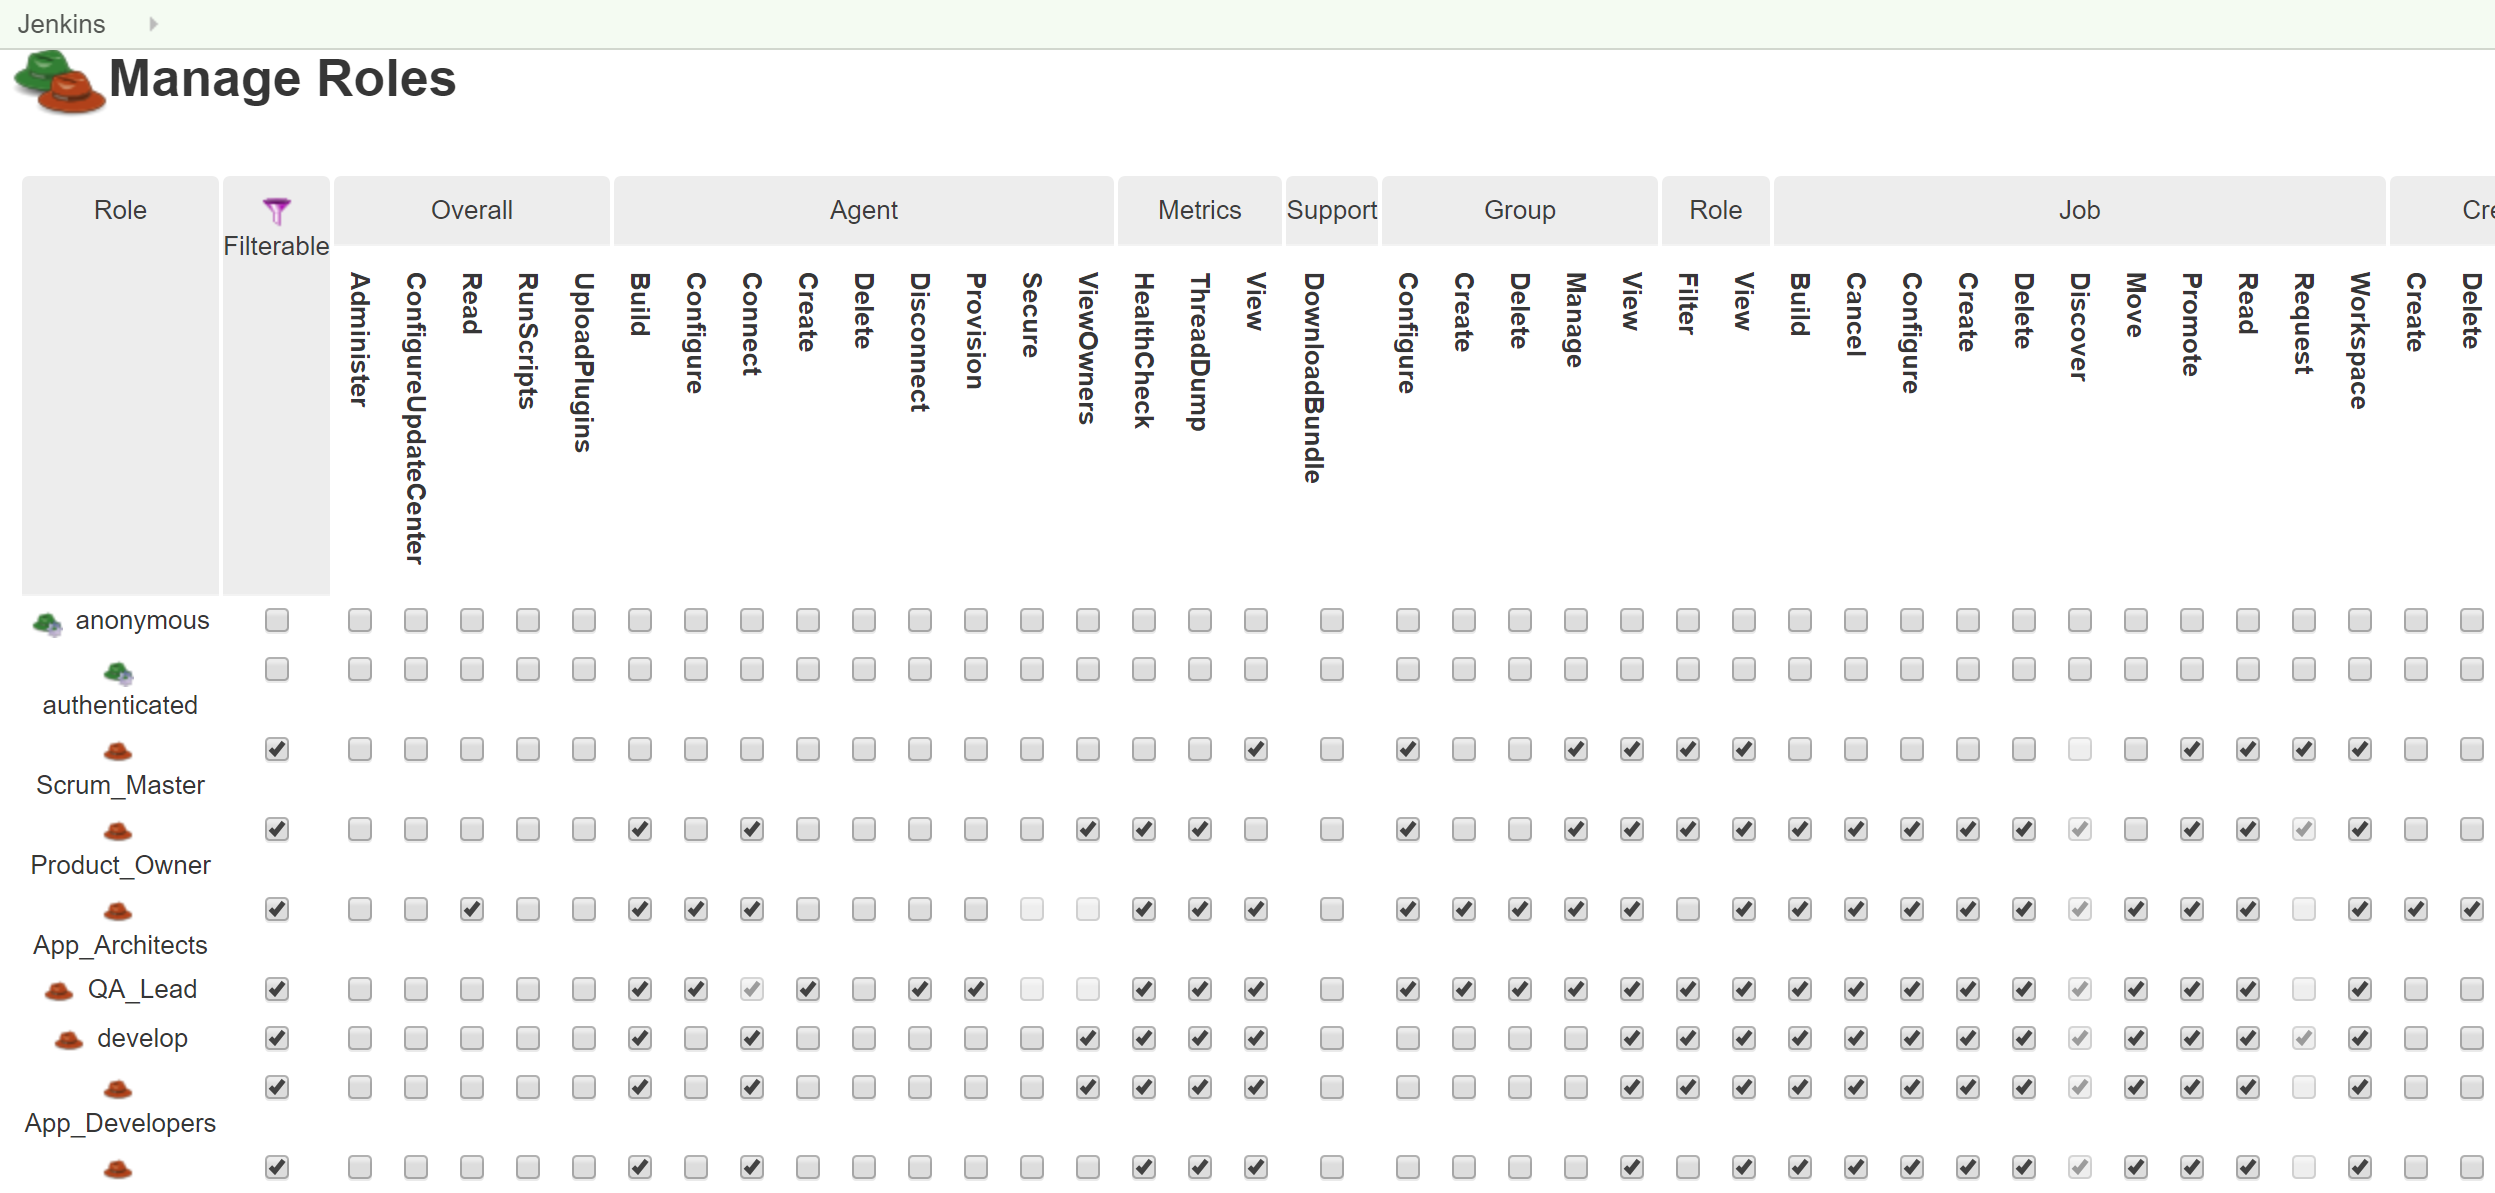 Jenkins
Manage Roles
Role
Filterable
Overall
Agent
Metrics
Support
Group
Role
Job
Cre
Administer
ConfigureUpdateCenter
Read
RunScripts
UploadPlugins
Build
Configure
Connect
Create
Delete
Disconnect
Provision
Secure
ViewOwners
HealthCheck
ThreadDump
View
DownloadBundle
Configure
Create
Delete
Manage
View
Filter
View
Build
Cancel
Configure
Create
Delete
Discover
Move
Promote
Read
Request
Workspace
Create
Delete
anonymous
authenticated
Scrum_Master
Product_Owner
App_Architects
QA_Lead
develop
App_Developers